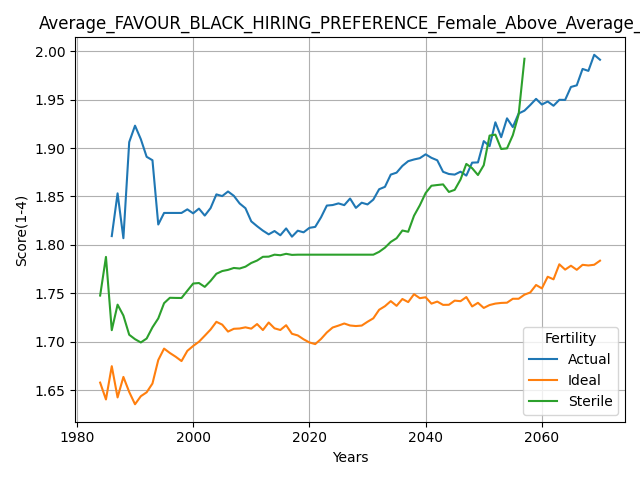 Average_FAVOUR_BLACK_HIRING_PREFERENCE_Female_Above_Average_
2.00
1.95
1.90
1.85
1.80
1.75
1.70
1.65
Score(1-4)
1980
2000
2020
2040
2060
Years
Fertility
Actual
Ideal
Sterile